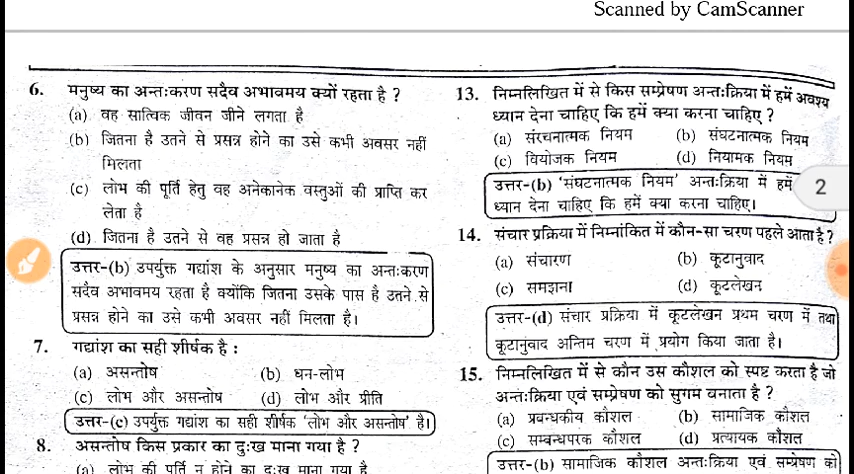 Scanned by CamScanner
6. मनुष्य का अन्तःकरण सदैव अभावमय क्यों रहता है ?
(a) वह सात्विक जीवन जीने लगता है
(b) जितना है उतने से प्रसन्न होने का उसे कभी अवसर नहीं
मिलता
(c) लोभ की पूर्ति हेतु वह अनेकानेक वस्तुओं की प्राप्ति कर
लेता है
(d) जितना है उतने से वह प्रसन्न हो जाता है
उत्तर-(b) उपर्युक्त गद्यांश के अनुसार मनुष्य का अन्तःकरण
सदैव अभावमय रहता है क्योंकि जितना उसके पास है उतने से
प्रसन्न होने का उसे कभी अवसर नहीं मिलता है।
7. गद्यांश का सही शीर्षक है :
(a) असन्तोष (b) धन-लोभ
(c) लोभ और असन्तोष (d) लोभ और प्रीति
उत्तर-(c) उपर्युक्त गद्यांश का सही शीर्षक 'लोभ और असन्तोष' है।
8. असन्तोष किस प्रकार का दुःख माना गया है ?
(a) लोभ की पूर्ति न होने का दुःख माना गया है
13. निम्नलिखित में से किस सम्प्रेषण अन्तःक्रिया में हमें अवश्य
ध्यान देना चाहिए कि हमें क्या करना चाहिए ?
(a) संरचनात्मक नियम (b) संघटनात्मक नियम
(c) वियोजक नियम (d) नियामक नियम
उत्तर-(b) 'संघटनात्मक नियम' अन्तःक्रिया में हमें
ध्यान देना चाहिए कि हमें क्या करना चाहिए।
2
14. संचार प्रक्रिया में निम्नांकित में कौन-सा चरण पहले आता है ?
(a) संचारण (b) कूटानुवाद
(c) समझना (d) कूटलेखन
उत्तर-(d) संचार प्रक्रिया में कूटलेखन प्रथम चरण में तथा
कूटानुवाद अन्तिम चरण में प्रयोग किया जाता है।
15. निम्नलिखित में से कौन उस कौशल को स्पष्ट करता है जो
अन्तःक्रिया एवं सम्प्रेषण को सुगम बनाता है ?
(a) प्रबन्धकीय कौशल (b) सामाजिक कौशल
(c) सम्बन्धपरक कौशल (d) प्रत्यायक कौशल
उत्तर-(b) सामाजिक कौशल अन्तःक्रिया एवं सम्प्रेषण को